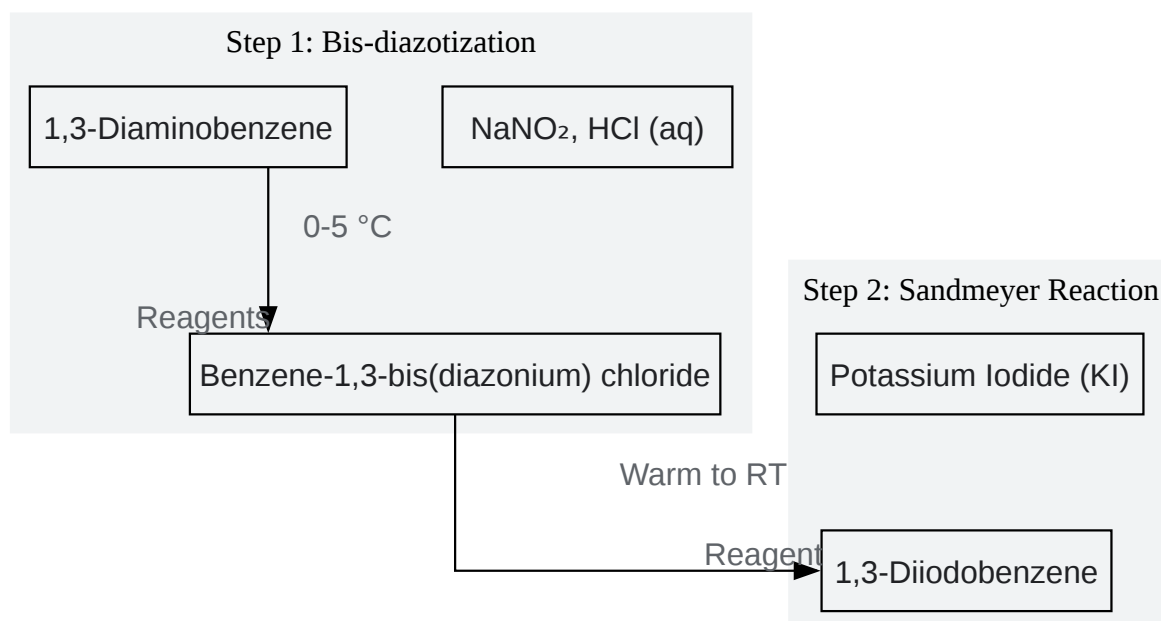 Step 1: Bis-diazotization
1,3-Diaminobenzene
NaNO₂, HCl (aq)
0-5 °C
Reagents
Benzene-1,3-bis(diazonium) chloride
Step 2: Sandmeyer Reaction
Potassium Iodide (KI)
Warm to RT
Reagent
1,3-Diiodobenzene